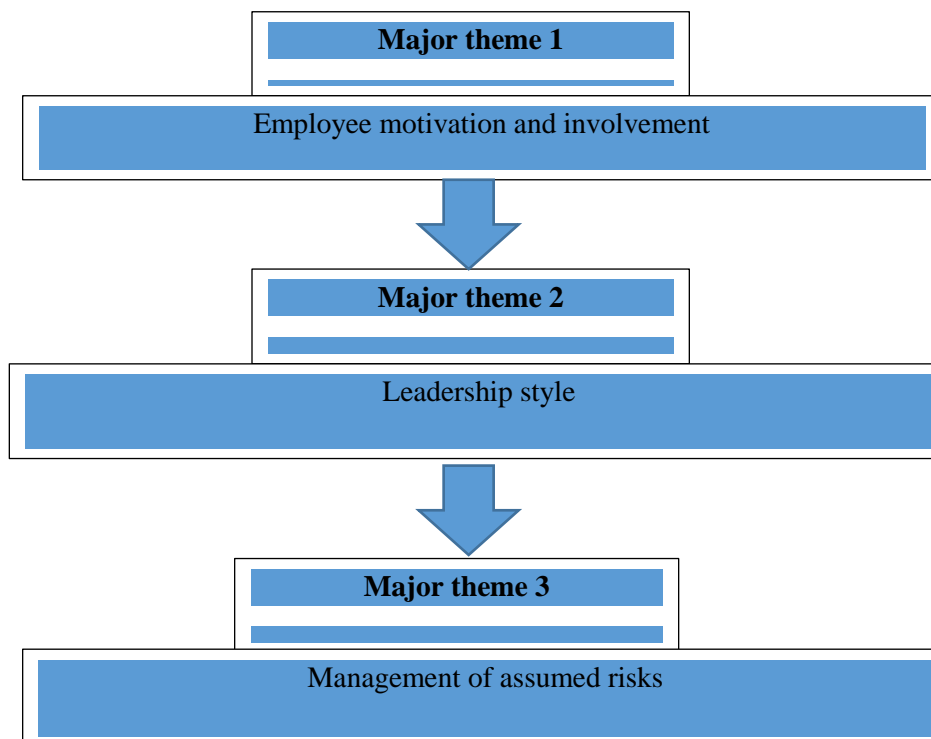 Major theme 1
Employee motivation and involvement
Major theme 2
Leadership style
Major theme 3
Management of assumed risks